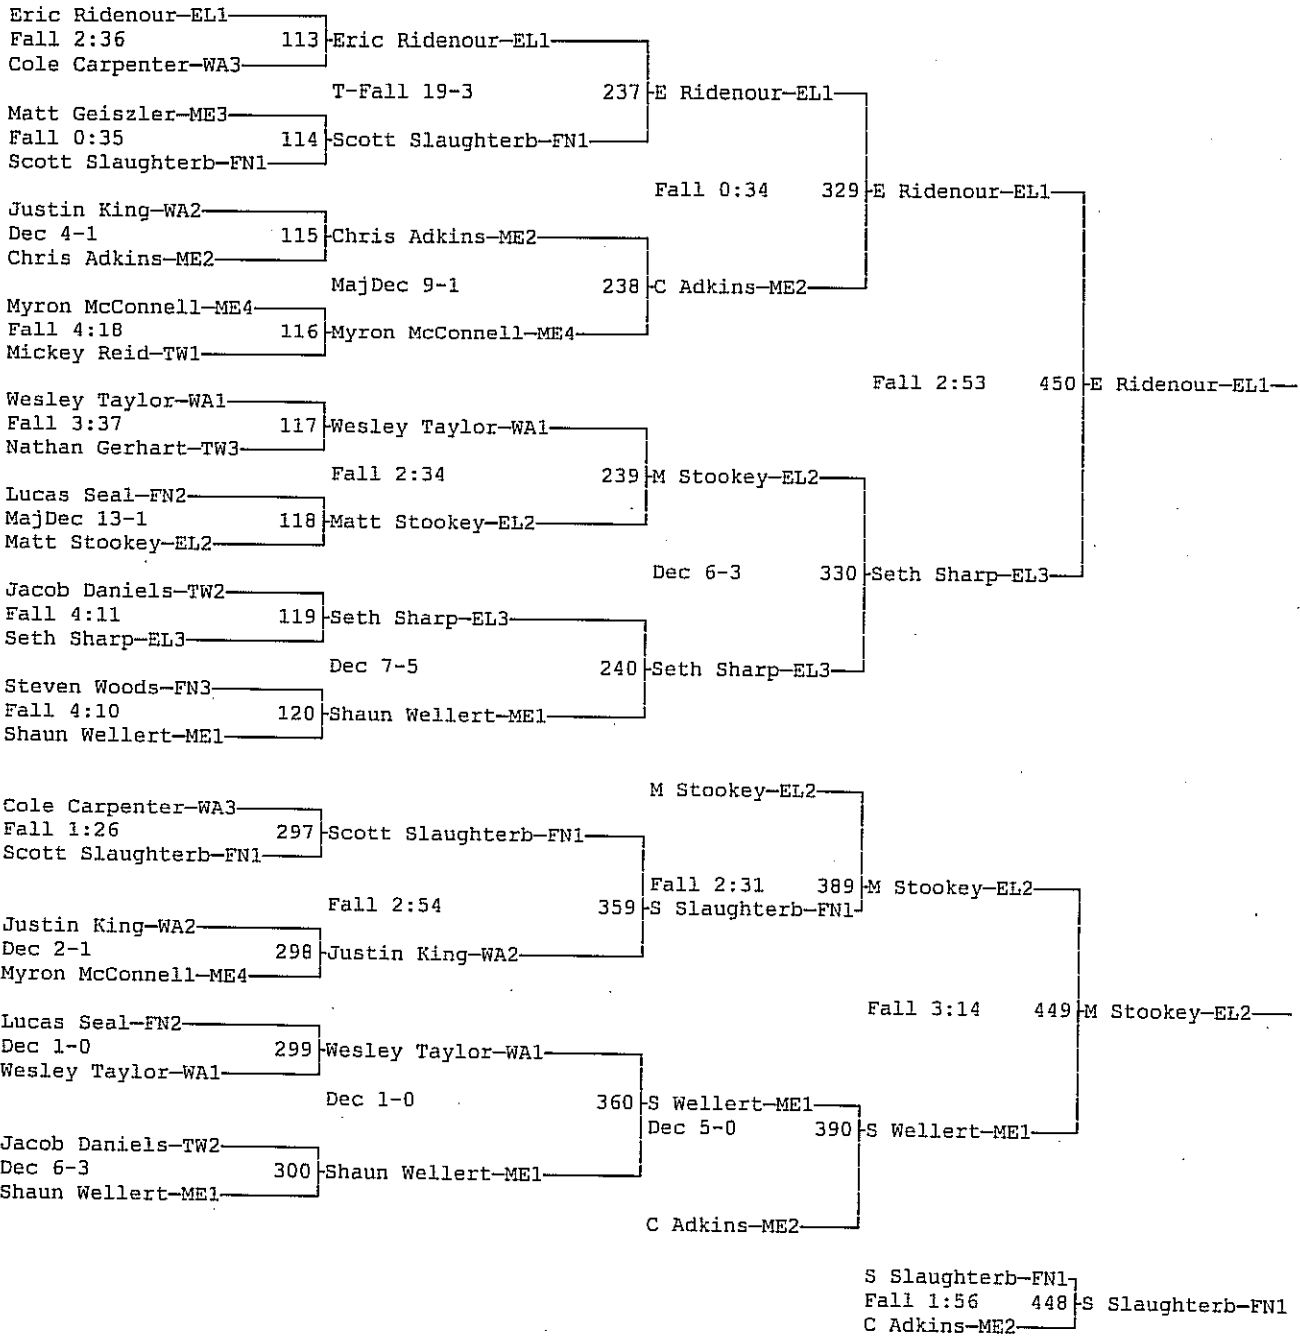 Eric Ridenour—EL1
Fall 2:36 113 Eric Ridenour—EL1
Cole Carpenter—WA3
T-Fall 19-3 237 E Ridenour—EL1
Matt Geiszler—ME3
Fall 0:35 114 Scott Slaughterb—FN1
Scott Slaughterb—FN1
Fall 0:34 329 E Ridenour—EL1
Justin King—WA2
Dec 4-1 115 Chris Adkins—ME2
Chris Adkins—ME2
MajDec 9-1 238 C Adkins—ME2
Myron McConnell—ME4
Fall 4:18 116 Myron McConnell—ME4
Mickey Reid—TW1
Fall 2:53 450 E Ridenour—EL1
Wesley Taylor—WA1
Fall 3:37 117 Wesley Taylor—WA1
Nathan Gerhart—TW3
Fall 2:34 239 M Stookey—EL2
Lucas Seal—FN2
MajDec 13-1 118 Matt Stookey—EL2
Matt Stookey—EL2
Dec 6-3 330 Seth Sharp—EL3
Jacob Daniels—TW2
Fall 4:11 119 Seth Sharp—EL3
Seth Sharp—EL3
Dec 7-5 240 Seth Sharp—EL3
Steven Woods—FN3
Fall 4:10 120 Shaun Wellert—ME1
Shaun Wellert—ME1
M Stookey—EL2
Cole Carpenter—WA3
Fall 1:26 297 Scott Slaughterb—FN1
Scott Slaughterb—FN1
Fall 2:31 389 M Stookey—EL2
Fall 2:54 359 S Slaughterb—FN1
Justin King—WA2
Dec 2-1 298 Justin King—WA2
Myron McConnell—ME4
Fall 3:14 449 M Stookey—EL2
Lucas Seal—FN2
Dec 1-0 299 Wesley Taylor—WA1
Wesley Taylor—WA1
Dec 1-0 360 S Wellert—ME1
Dec 5-0 390 S Wellert—ME1
Jacob Daniels—TW2
Dec 6-3 300 Shaun Wellert—ME1
Shaun Wellert—ME1
C Adkins—ME2
S Slaughterb—FN1
Fall 1:56 448 S Slaughterb—FN1
C Adkins—ME2